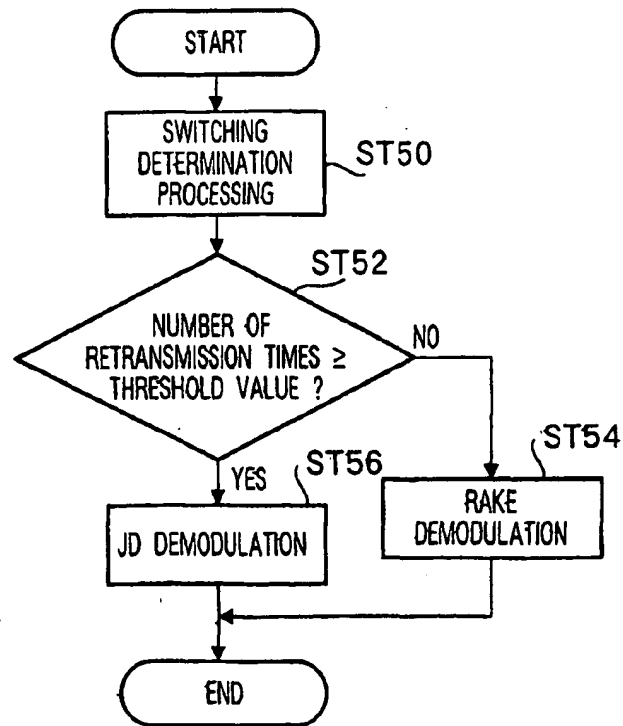 START
SWITCHING
DETERMINATION
PROCESSING
ST50
ST52
NUMBER OF
RETRANSMISSION TIMES ≥
THRESHOLD VALUE ?
NO
YES
ST56
JD DEMODULATION
ST54
RAKE
DEMODULATION
END